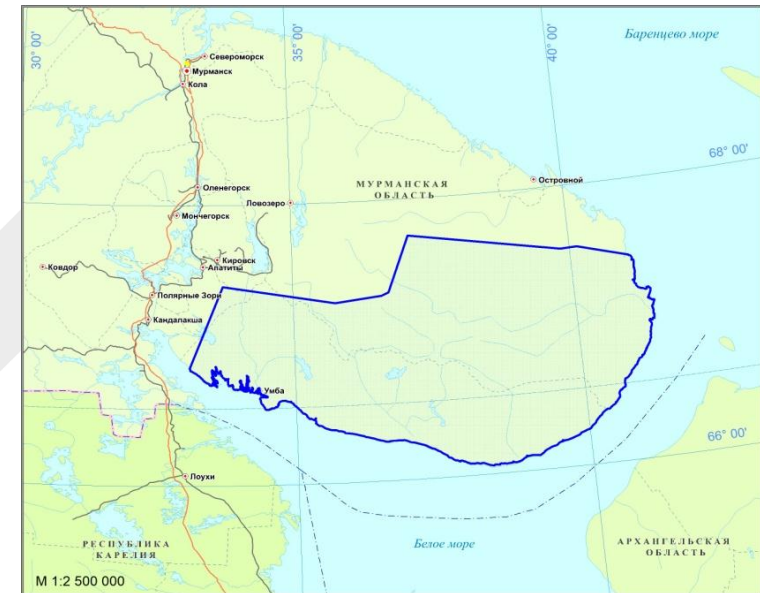 30° 00'
35° 00'
40° 00'
Баренцево море
Североморск
Мурманск
Кола
68° 00'
Островной
МУРМАНСКАЯ
ОБЛАСТЬ
Оленегорск
Ловозеро
Мончегорск
Кировск
Апатиты
Ковдор
Полярные Зори
Кандалакша
Умба
66° 00'
Лоухи
РЕСПУБЛИКА
КАРЕЛИЯ
Белое море
АРХАНГЕЛЬСКАЯ
ОБЛАСТЬ
М 1:2 500 000